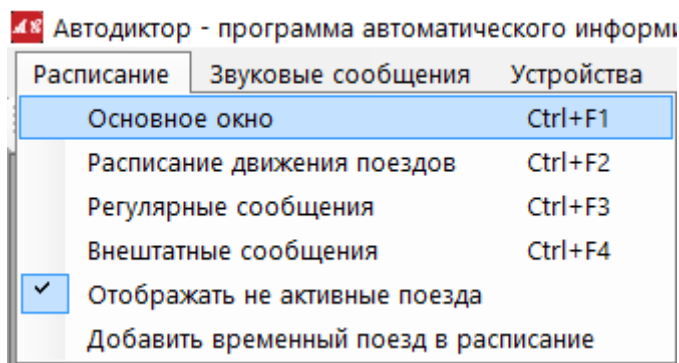 Автодиктор - программа автоматического
Расписание Звуковые сообщения Устройства
Основное окно Ctrl+F1
Расписание движения поездов Ctrl+F2
Регулярные сообщения Ctrl+F3
Внештатные сообщения Ctrl+F4
Отображать не активные поезда
Добавить временный поезд в расписание